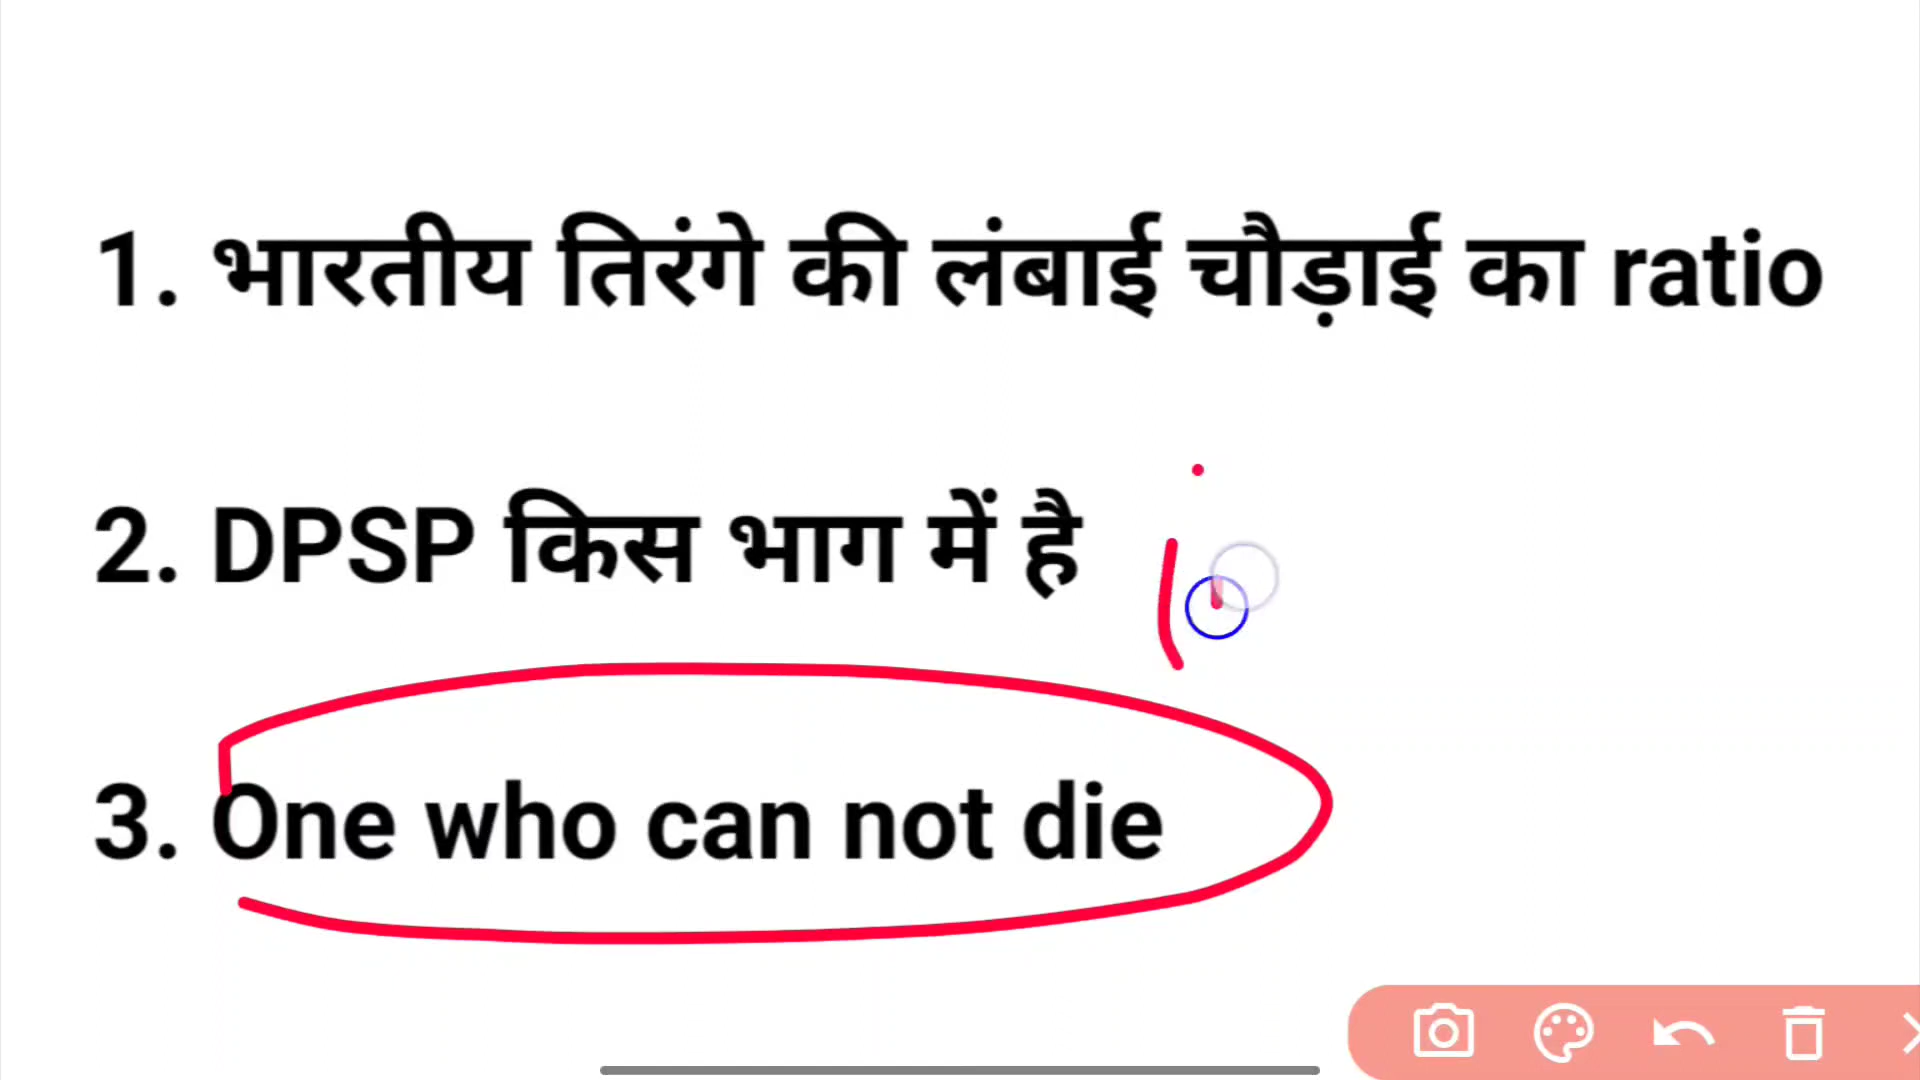 1. भारतीय तिरंगे की लंबाई चौड़ाई का ratio
2. DPSP किस भाग में है
3. One who can not die